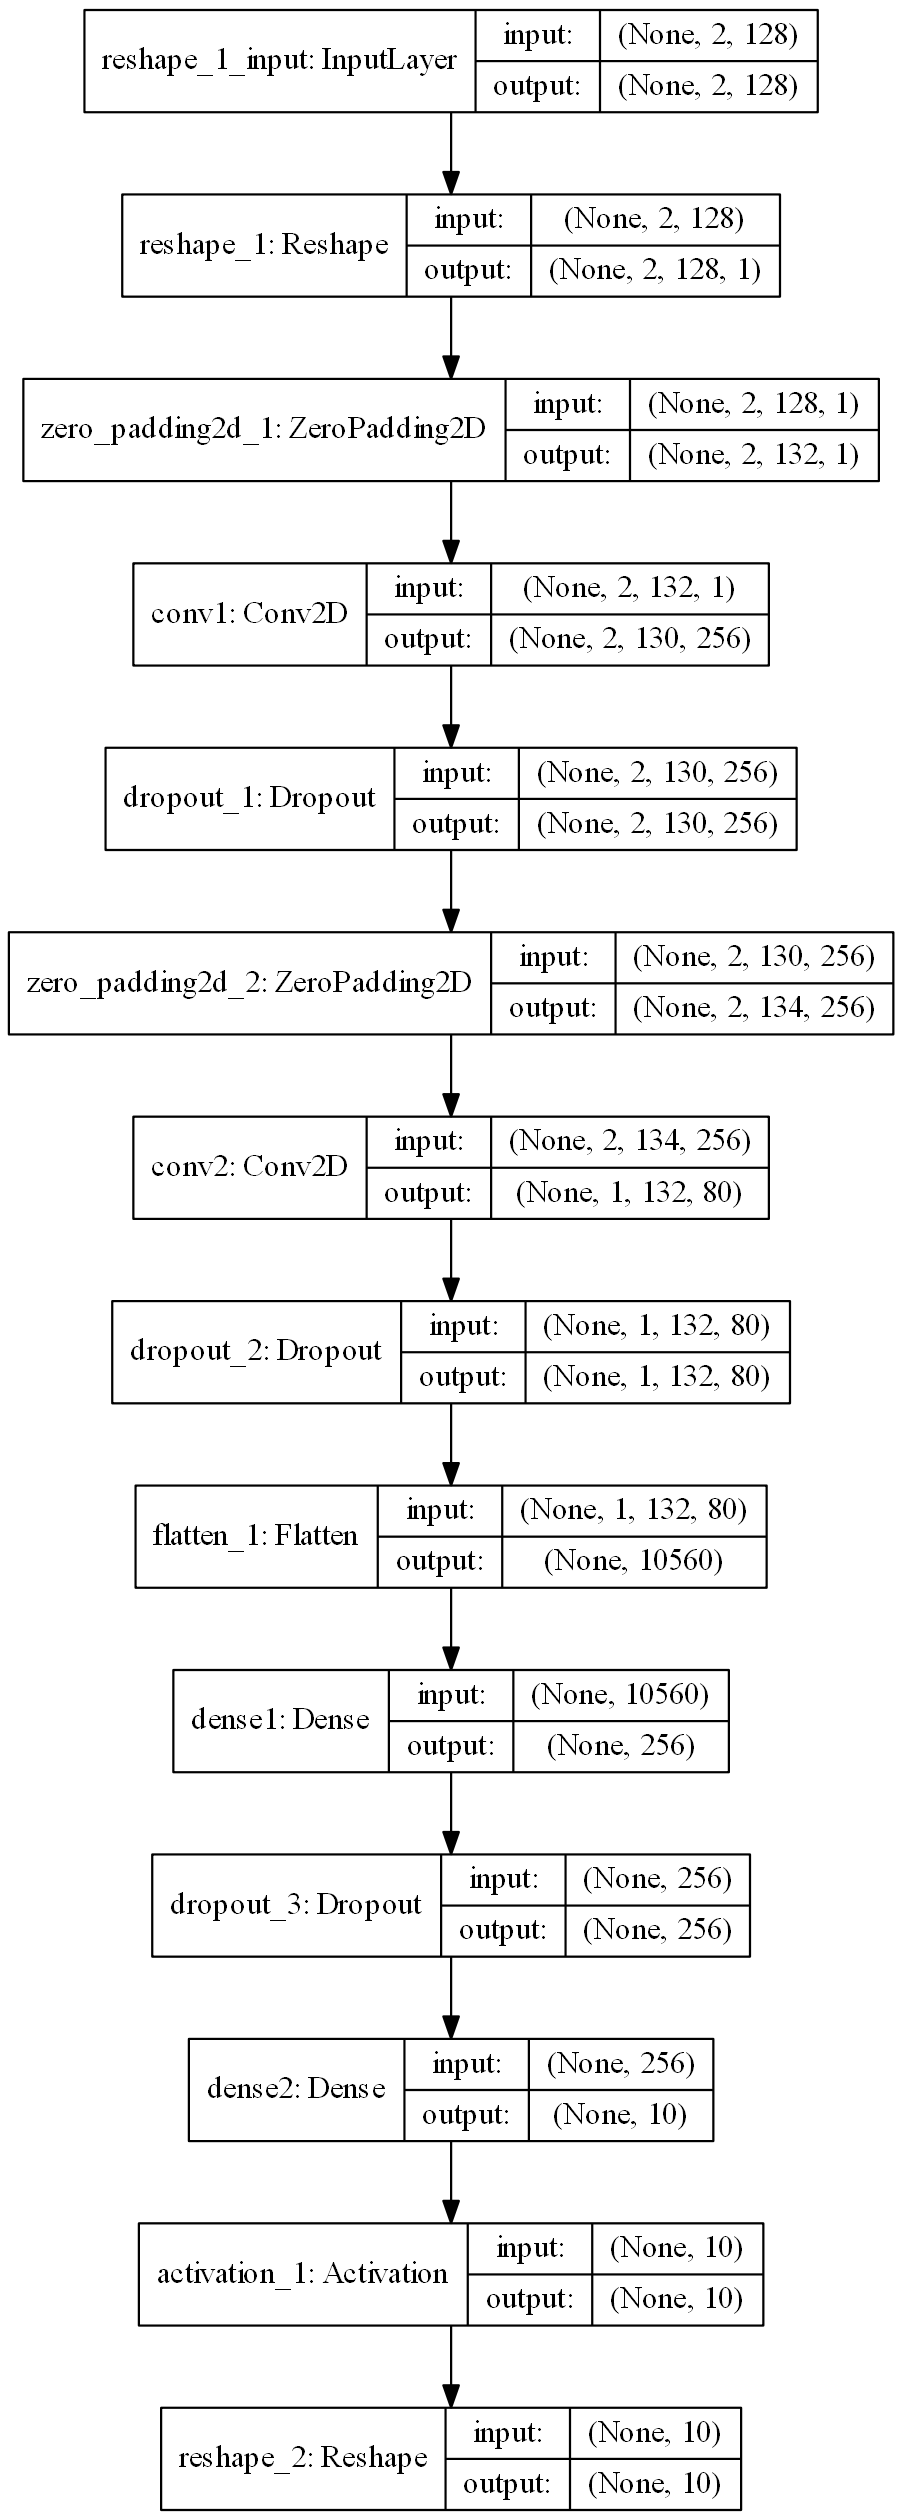 reshape_1_input: InputLayer
input:
(None, 2, 128)
output:
(None, 2, 128)
reshape_1: Reshape
input:
(None, 2, 128)
output:
(None, 2, 128, 1)
zero_padding2d_1: ZeroPadding2D
input:
(None, 2, 128, 1)
output:
(None, 2, 132, 1)
conv1: Conv2D
input:
(None, 2, 132, 1)
output:
(None, 2, 130, 256)
dropout_1: Dropout
input:
(None, 2, 130, 256)
output:
(None, 2, 130, 256)
zero_padding2d_2: ZeroPadding2D
input:
(None, 2, 130, 256)
output:
(None, 2, 134, 256)
conv2: Conv2D
input:
(None, 2, 134, 256)
output:
(None, 1, 132, 80)
dropout_2: Dropout
input:
(None, 1, 132, 80)
output:
(None, 1, 132, 80)
flatten_1: Flatten
input:
(None, 1, 132, 80)
output:
(None, 10560)
dense1: Dense
input:
(None, 10560)
output:
(None, 256)
dropout_3: Dropout
input:
(None, 256)
output:
(None, 256)
dense2: Dense
input:
(None, 256)
output:
(None, 10)
activation_1: Activation
input:
(None, 10)
output:
(None, 10)
reshape_2: Reshape
input:
(None, 10)
output:
(None, 10)